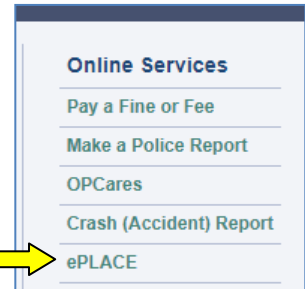 Online Services
Pay a Fine or Fee
Make a Police Report
OPCares
Crash (Accident) Report
ePLACE